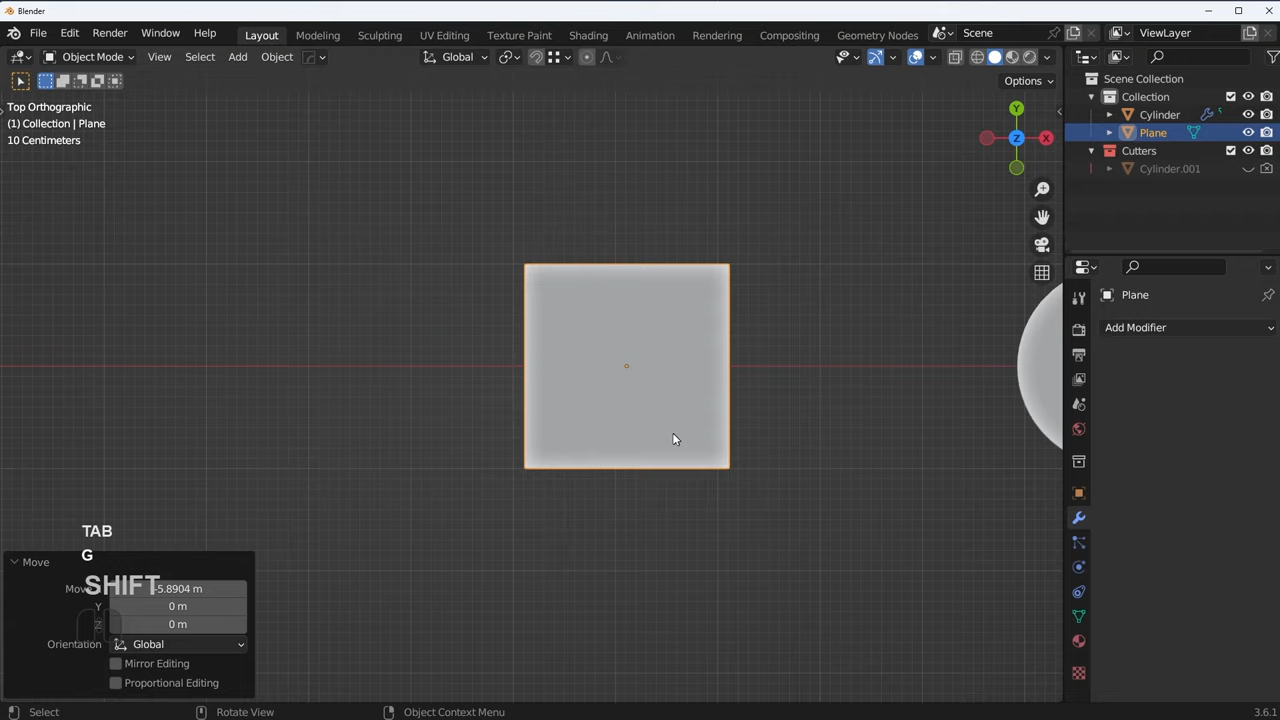 Blender
File Edit Render Window Help
Layout Modeling Sculpting UV Editing Texture Paint Shading Animation Rendering Compositing Geometry Nodes
Scene
ViewLayer
Object Mode View Select Add Object
Global
Options
Top Orthographic
(1) Collection | Plane
10 Centimeters
Y
Z
X
Scene Collection
Collection
Cylinder
Plane
Cutters
Cylinder.001
Plane
Add Modifier
TAB
G
SHIFT
Move
-5.8904 m
Y 0 m
Z 0 m
Orientation Global
Mirror Editing
Proportional Editing
Select Rotate View Object Context Menu
3.6.1